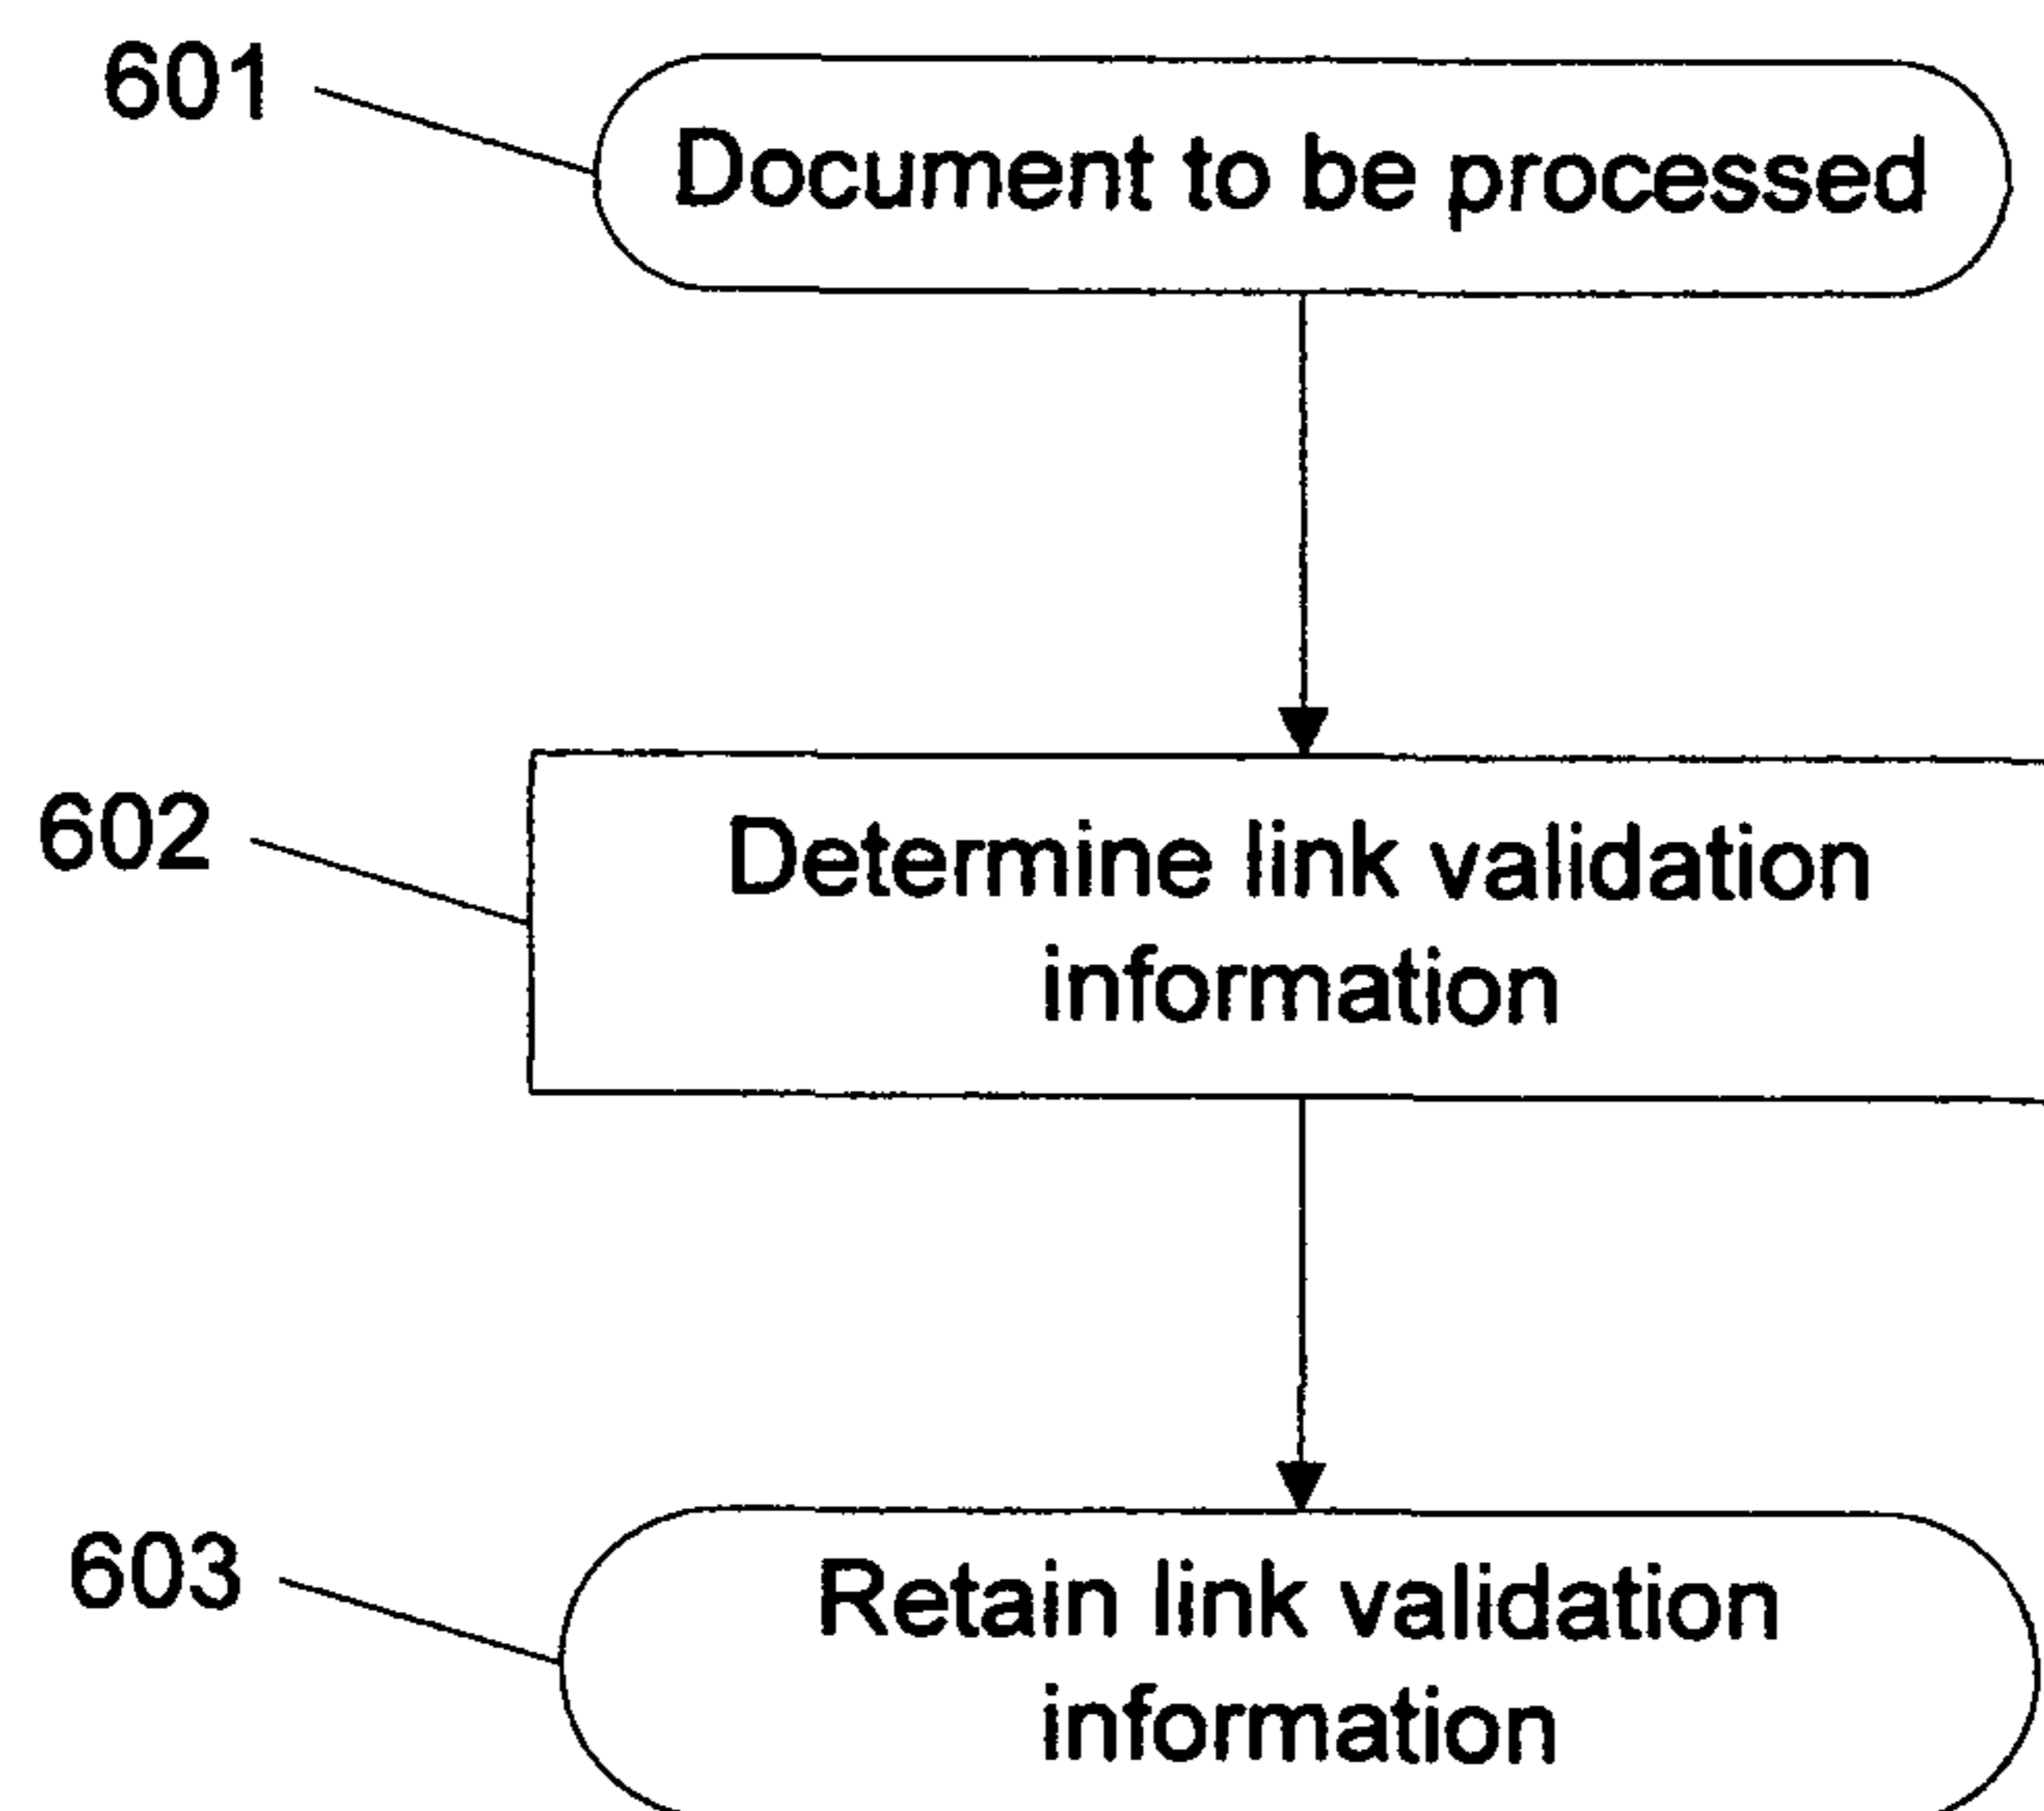 601
Document to be processed
602
Determine link validation
information
603
Retain link validation
information